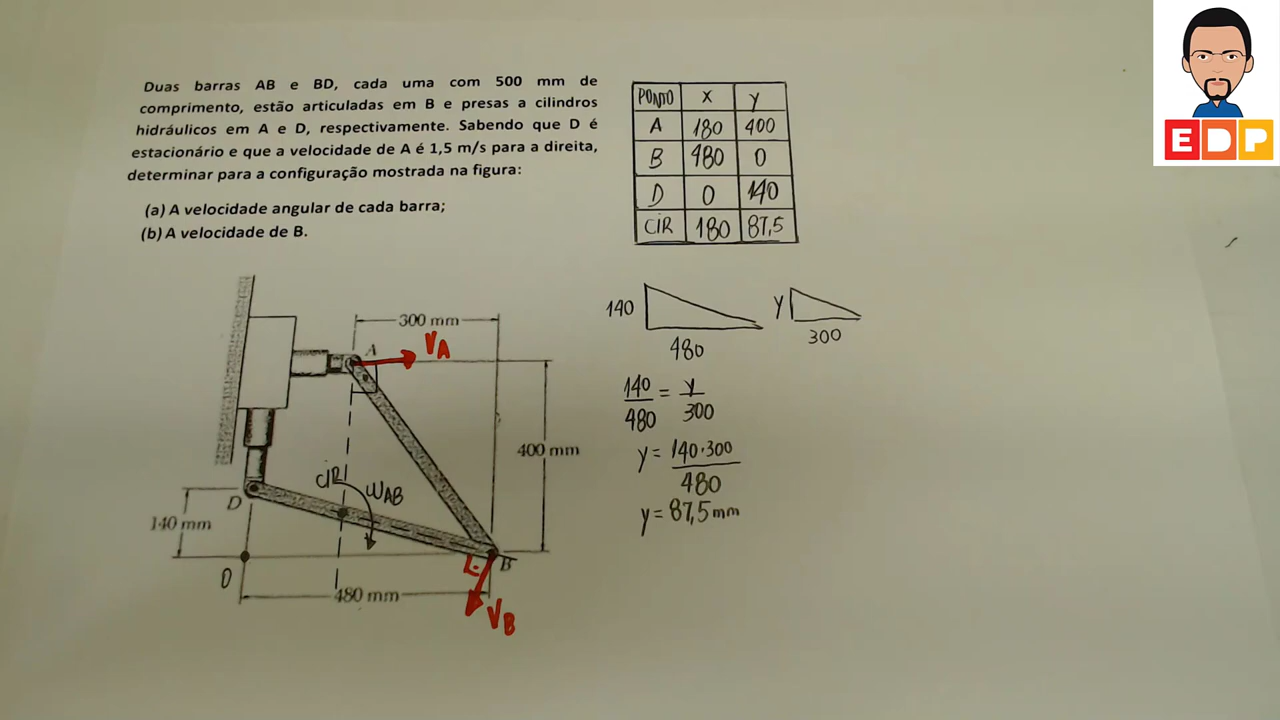 Duas barras AB e BD, cada uma com 500 mm de
comprimento, estão articuladas em B e presas a cilindros
hidráulicos em A e D, respectivamente. Sabendo que D é
estacionário e que a velocidade de A é 1,5 m/s para a direita,
determinar para a configuração mostrada na figura:
(a) A velocidade angular de cada barra;
(b) A velocidade de B.
PONTO X Y
A 180 400
B 480 0
D 0 140
CIR 180 87,5
EDP
300 mm
A
VA
400 mm
CIR
WAB
D
140 mm
0
480 mm
B
VB
140
480
Y
300
140 = Y
480 300
Y = 140·300
480
Y = 87,5 mm